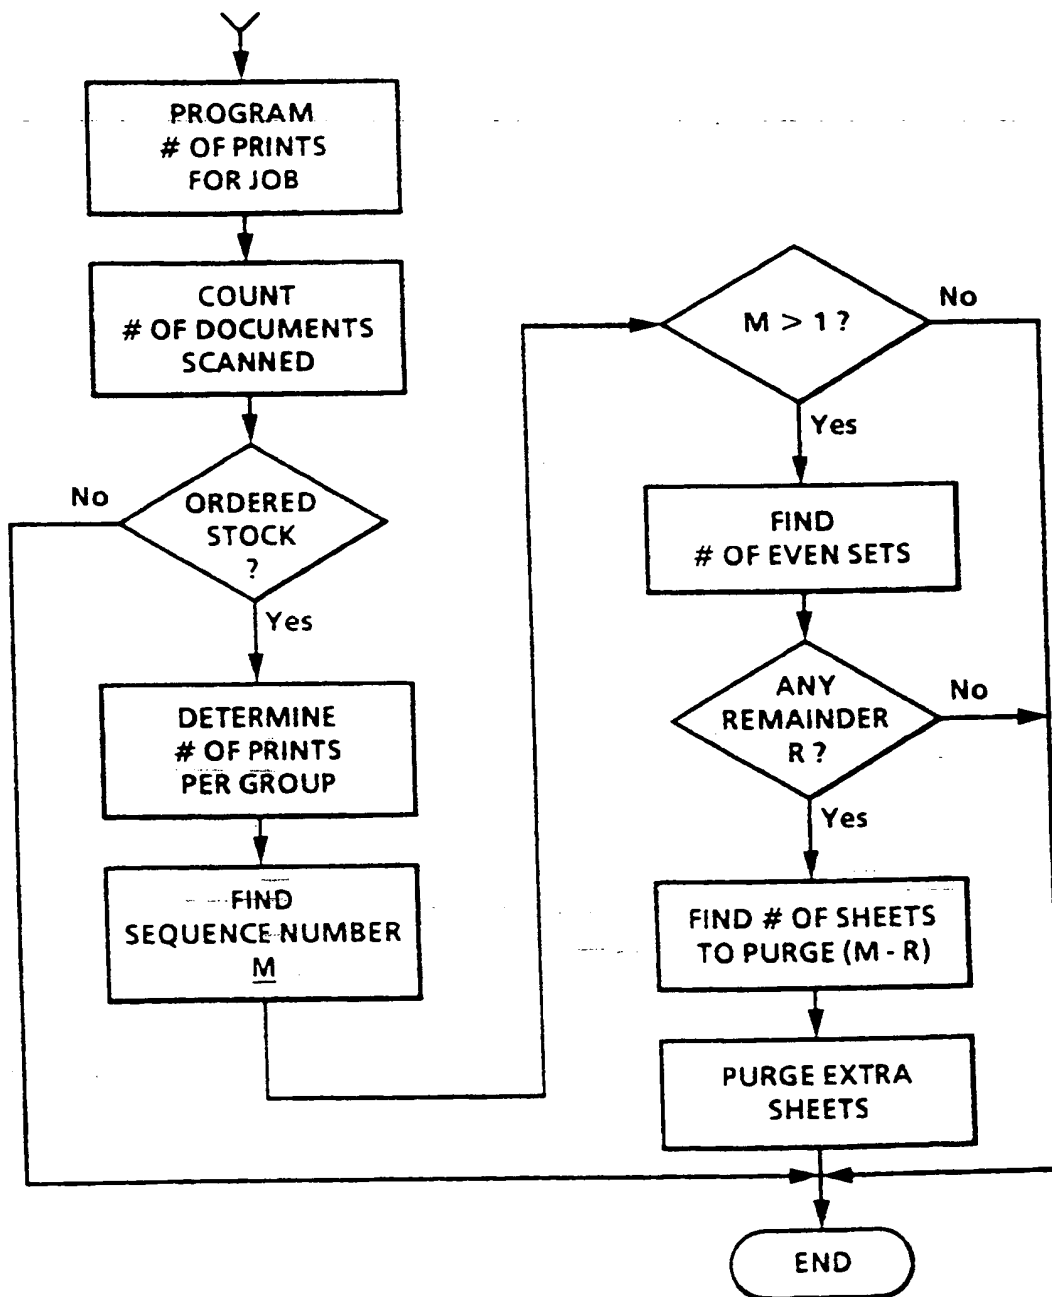 PROGRAM
# OF PRINTS
FOR JOB
COUNT
# OF DOCUMENTS
SCANNED
No
ORDERED
STOCK
?
Yes
DETERMINE
# OF PRINTS
PER GROUP
FIND
SEQUENCE NUMBER
M
M > 1 ?
No
Yes
FIND
# OF EVEN SETS
ANY
REMAINDER
R ?
No
Yes
FIND # OF SHEETS
TO PURGE (M - R)
PURGE EXTRA
SHEETS
END